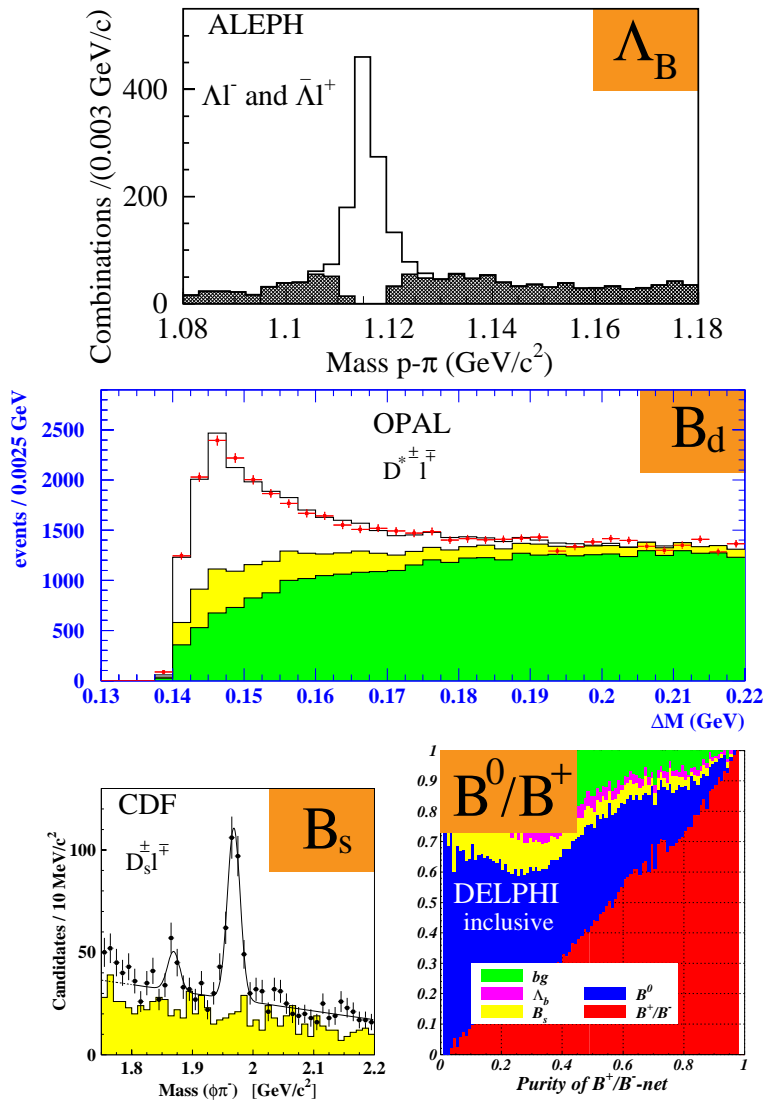 ALEPH
Λ_B
Λl⁻ and Λ̄l⁺
Combinations /(0.003 GeV/c)
400
200
0
1.08 1.1 1.12 1.14 1.16 1.18
Mass p-π (GeV/c²)
OPAL
D*± l∓
B_d
events / 0.0025 GeV
2500
2000
1500
1000
500
0
0.13 0.14 0.15 0.16 0.17 0.18 0.19 0.2 0.21 0.22
ΔM (GeV)
CDF
D_s± l∓
B_s
Candidates / 10 MeV/c²
100
50
0
1.8 1.9 2 2.1 2.2
Mass (φπ⁻) [GeV/c²]
B⁰/B⁺
DELPHI
inclusive
1
0.9
0.8
0.7
0.6
0.5
0.4
0.3
0.2
0.1
0
bg
Λ_b
B_s
B⁰
B⁺/B⁻
0 0.2 0.4 0.6 0.8 1
Purity of B⁺/B⁻-net